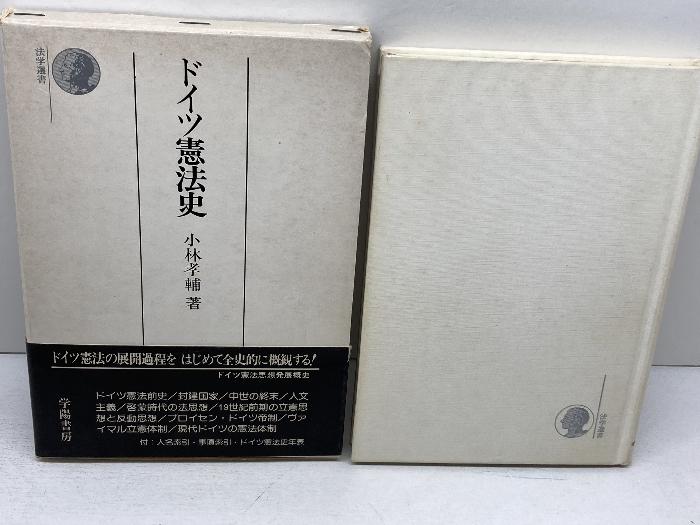 法学選書
ドイツ憲法史
小林孝輔 著
ドイツ憲法の展開過程を はじめて全史的に概観する!
ドイツ憲法思想発展概史
ドイツ憲法前史/封建国家/中世の終末/人文
主義/啓蒙時代の法思想/19世紀前期の立憲思
想と反動思想/プロイセン・ドイツ帝制/ヴァ
イマル立憲体制/現代ドイツの憲法体制
付:人名索引・事項索引・ドイツ憲法史年表
学陽書房
法学選書